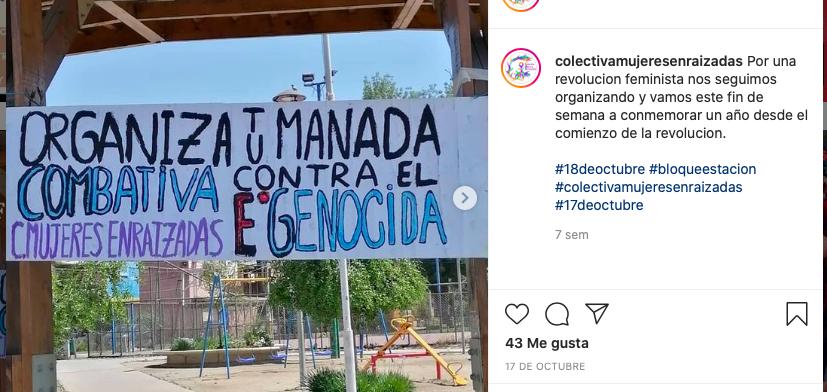 ORGANIZA TU MANADA
COMBATIVA CONTRA EL
C.MUJERES ENRAIZADAS E° GENOCIDA
colectivamujeresenraizadas Por una
revolucion feminista nos seguimos
organizando y vamos este fin de
semana a conmemorar un año desde el
comienzo de la revolucion.
#18deoctubre #bloqueestacion
#colectivamujeresenraizadas
#17deoctubre
7 sem
43 Me gusta
17 DE OCTUBRE